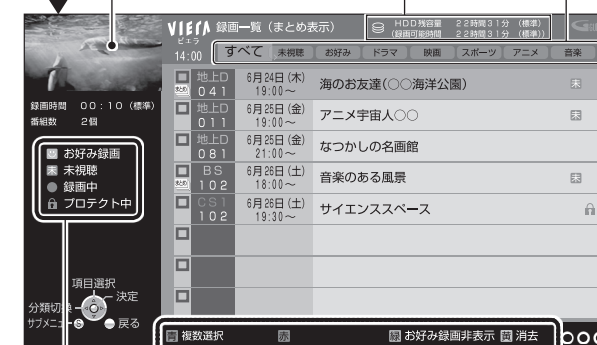 VIErA 録画一覧（まとめ表示）
ビエラ
HDD残容量 22時間31分（標準）
（録画可能時間 22時間31分（標準））
14:00 すべて 未視聴 お好み ドラマ 映画 スポーツ アニメ 音楽
地上D 6月24日(木) 海のお友達(○○海洋公園) 未
まとめ 041 19:00～
地上D 6月25日(金) アニメ宇宙人○○ 未
011 19:00～
地上D 6月25日(金) なつかしの名画館
081 21:00～
BS 6月26日(土) 音楽のある風景 未
まとめ 102 18:00～
CS1 6月26日(土) サイエンススペース
102 19:30～
録画時間 00:10（標準）
番組数 2個
お好み録画
未 未視聴
録画中
プロテクト中
項目選択
決定
分類切換
サブメニュー S
戻る
青 複数選択 赤 緑 お好み録画非表示 黄 消去